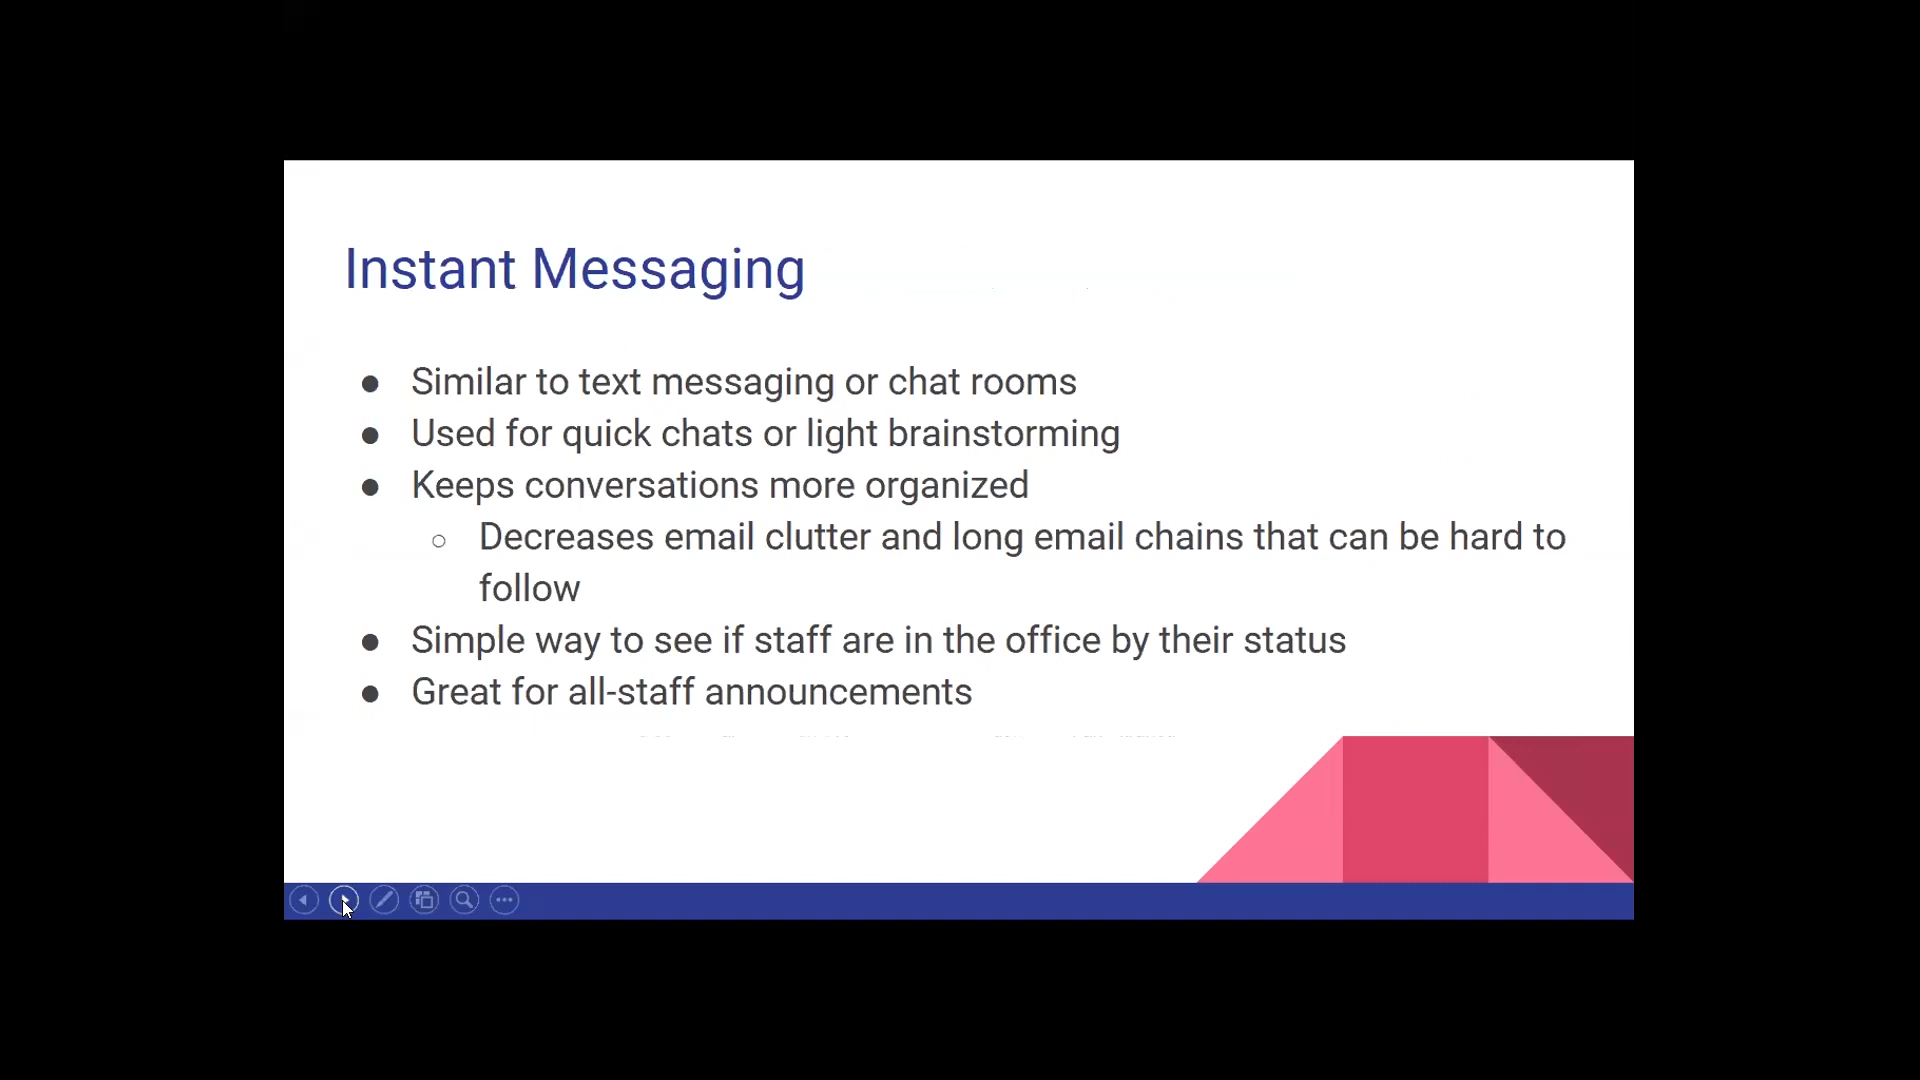 Instant Messaging
● Similar to text messaging or chat rooms
● Used for quick chats or light brainstorming
● Keeps conversations more organized
○ Decreases email clutter and long email chains that can be hard to
follow
● Simple way to see if staff are in the office by their status
● Great for all-staff announcements